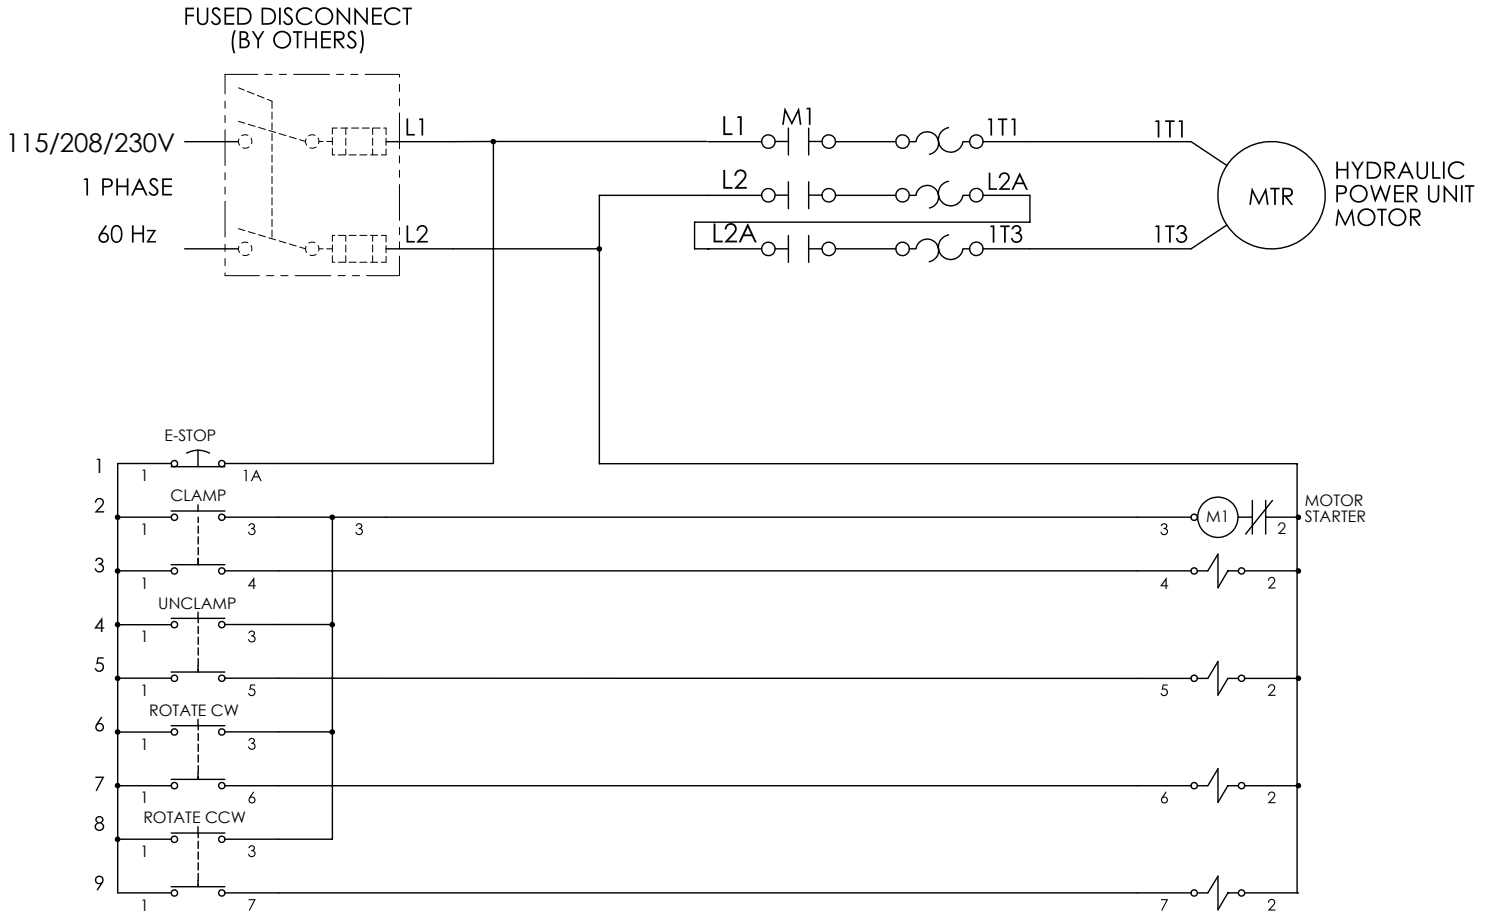 FUSED DISCONNECT
(BY OTHERS)
115/208/230V
1 PHASE
60 Hz
L1
L2
L1 M1 1T1 1T1
L2 L2A
L2A 1T3 1T3
MTR
HYDRAULIC
POWER UNIT
MOTOR
E-STOP
1 1 1A
CLAMP
2 1 3 3 3 M1 2
MOTOR
STARTER
3 1 4 4 2
UNCLAMP
4 1 3
5 1 5 5 2
ROTATE CW
6 1 3
7 1 6 6 2
ROTATE CCW
8 1 3
9 1 7 7 2